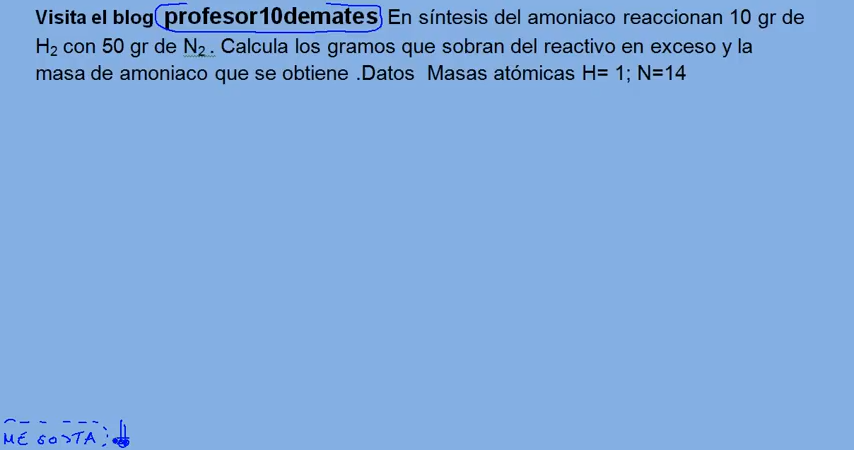 Visita el blog profesor10demates En síntesis del amoniaco reaccionan 10 gr de
H₂ con 50 gr de N₂ . Calcula los gramos que sobran del reactivo en exceso y la
masa de amoniaco que se obtiene .Datos Masas atómicas H= 1; N=14
ME GOSTA